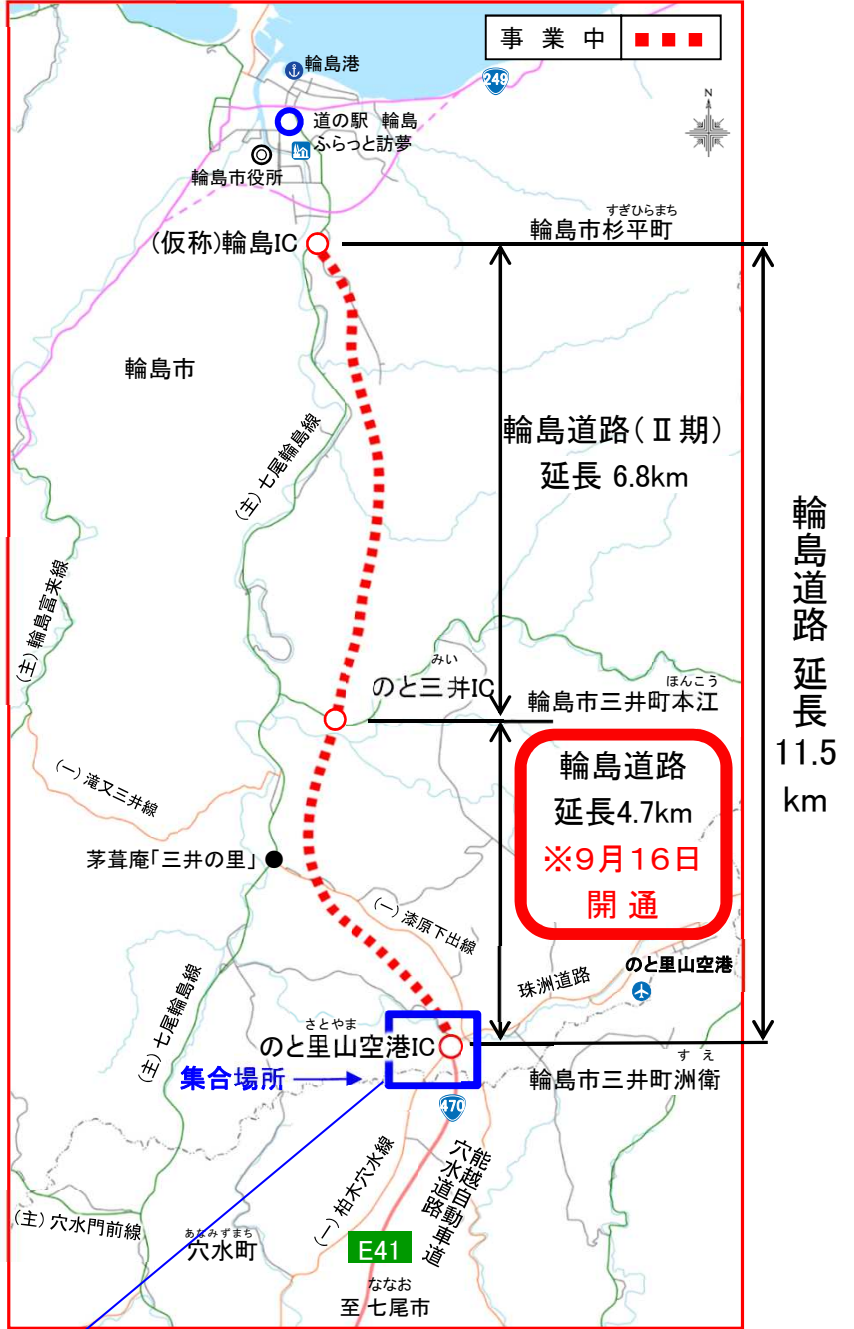 事業中
輪島港
249
N
道の駅 輪島
ふらっと訪夢
輪島市役所
すぎひらまち
輪島市杉平町
(仮称)輪島IC
輪島市
(主)七尾輪島線
輪島道路(Ⅱ期)
延長 6.8km
輪島道路 延長
11.5
km
(主)輪島富来線
みい
のと三井IC
ほんこう
輪島市三井町本江
(一)滝又三井線
輪島道路
延長4.7km
※9月16日
開通
茅葺庵「三井の里」
(一)漆原下出線
のと里山空港
珠洲道路
(主)七尾輪島線
さとやま
のと里山空港IC
集合場所
すえ
輪島市三井町洲衛
470
能越自動車道
穴水道路
(一)柏木穴水線
(主)穴水門前線
あなみずまち
穴水町
E41
ななお
至 七尾市